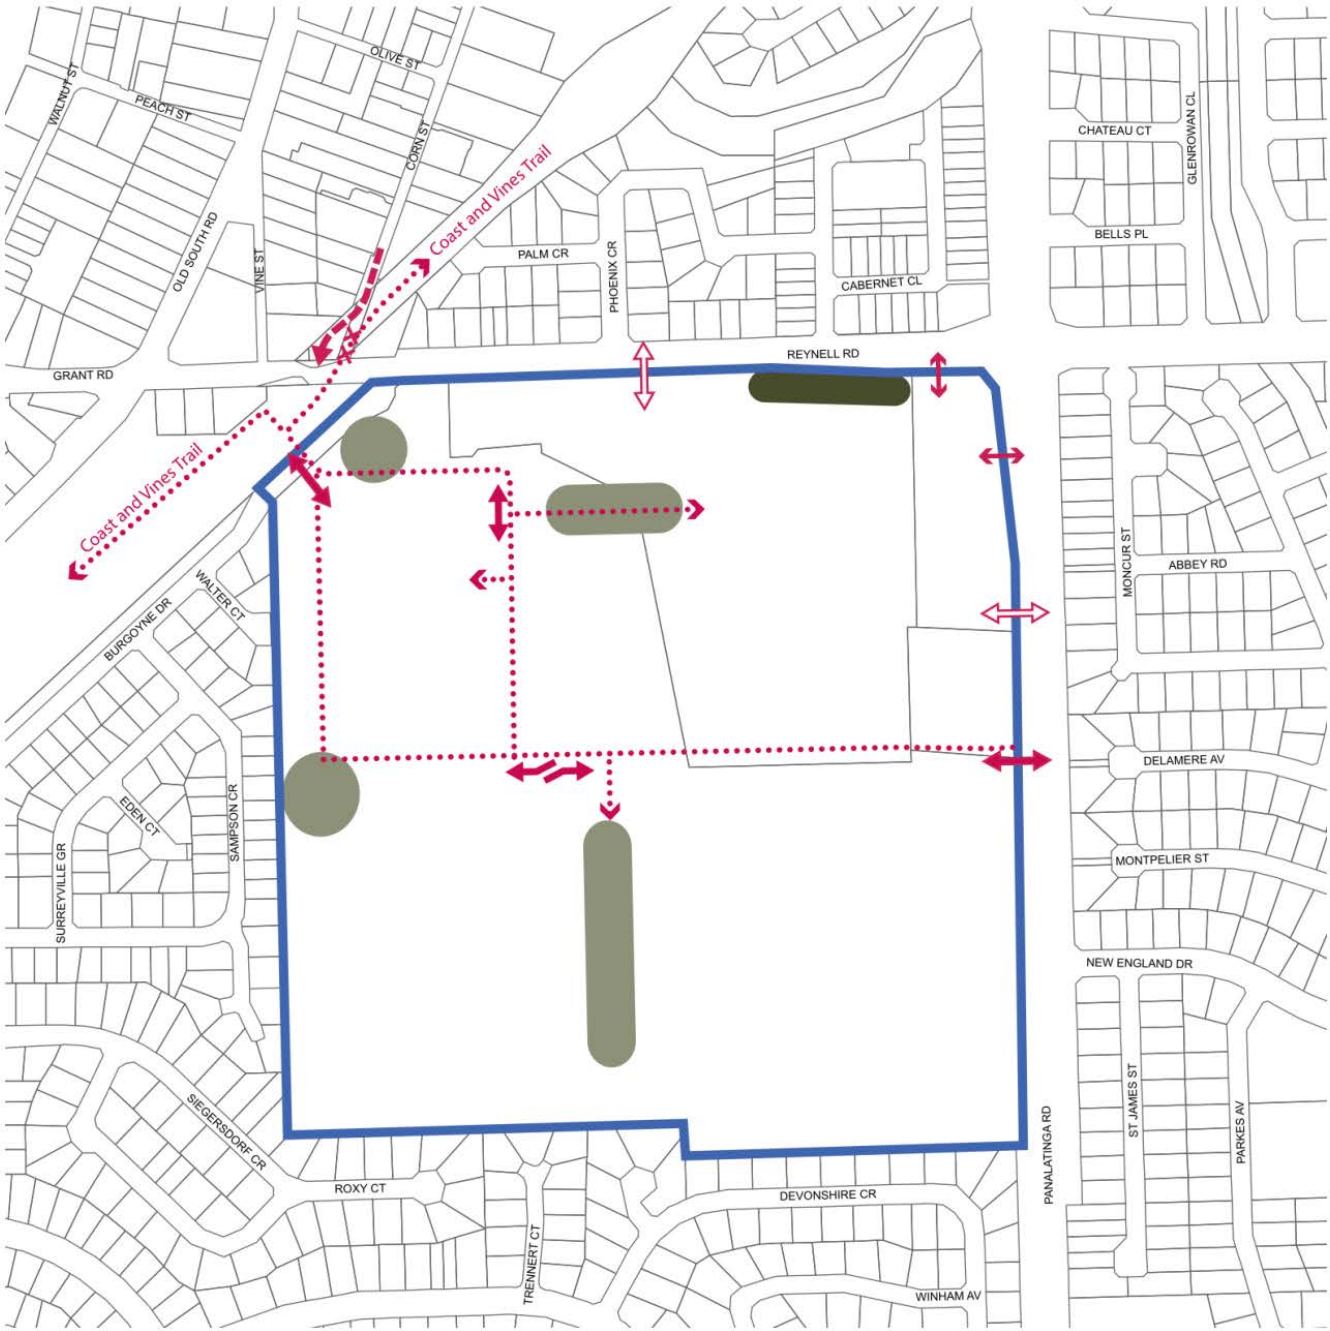 OLIVE ST
WALNUT ST
PEACH ST
CORN ST
CHATEAU CT
GLENROWAN CL
Coast and Vines Trail
OLD SOUTH RD
VINE ST
PALM CR
PHOENIX CR
BELLS PL
CABERNET CL
REYNELL RD
GRANT RD
Coast and Vines Trail
MONCUR ST
ABBEY RD
WALTER CT
BURGOYNE DR
DELAMERE AV
EDEN CT
SAMPSON CR
SURREYVILLE GR
MONTPELIER ST
NEW ENGLAND DR
SIEGERSDORF CR
ST JAMES ST
PARKES AV
PANALATINGA RD
ROXY CT
DEVONSHIRE CR
TRENNERT CT
WINHAM AV